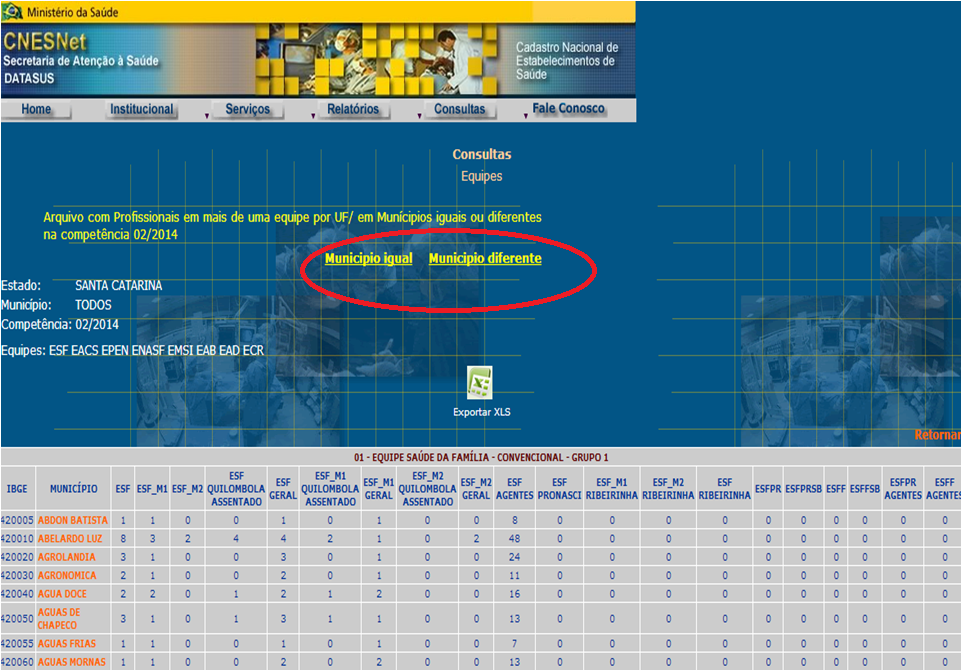 Ministério da Saúde
CNESNet
Secretaria de Atenção à Saúde
DATASUS
Cadastro Nacional de
Estabelecimentos de
Saúde
Home Institucional Serviços Relatórios Consultas Fale Conosco
Consultas
Equipes
Arquivo com Profissionais em mais de uma equipe por UF/ em Munícipios iguais ou diferentes
na competência 02/2014
Municipio igual Municipio diferente
Estado: SANTA CATARINA
Município: TODOS
Competência: 02/2014
Equipes: ESF EACS EPEN ENASF EMSI EAB EAD ECR
Exportar XLS
Retornar
01 - EQUIPE SAÚDE DA FAMÍLIA - CONVENCIONAL - GRUPO 1
IBGE MUNICÍPIO ESF ESF_M1 ESF_M2 ESF QUILOMBOLA ASSENTADO ESF GERAL ESF_M1 QUILOMBOLA ASSENTADO ESF_M1 GERAL ESF_M2 QUILOMBOLA ASSENTADO ESF_M2 GERAL ESF AGENTES ESF PRONASCI ESF_M1 RIBEIRINHA ESF_M2 RIBEIRINHA ESF RIBEIRINHA ESFPR ESFPRSB ESFF ESFFSB ESFPR AGENTES ESFF AGENTES
420005 ABDON BATISTA 1 1 0 0 1 0 1 0 0 8 0 0 0 0 0 0 0 0 0 0
420010 ABELARDO LUZ 8 3 2 4 4 2 1 0 2 48 0 0 0 0 0 0 0 0 0 0
420020 AGROLANDIA 3 1 0 0 3 0 1 0 0 24 0 0 0 0 0 0 0 0 0 0
420030 AGRONOMICA 2 1 0 0 2 0 1 0 0 11 0 0 0 0 0 0 0 0 0 0
420040 AGUA DOCE 2 2 0 1 2 1 2 0 0 16 0 0 0 0 0 0 0 0 0 0
420050 AGUAS DE CHAPECO 3 1 0 1 3 1 1 0 0 13 0 0 0 0 0 0 0 0 0 0
420055 AGUAS FRIAS 1 1 0 0 1 0 1 0 0 7 0 0 0 0 0 0 0 0 0 0
420060 AGUAS MORNAS 1 1 0 0 2 0 2 0 0 13 0 0 0 0 0 0 0 0 0 0